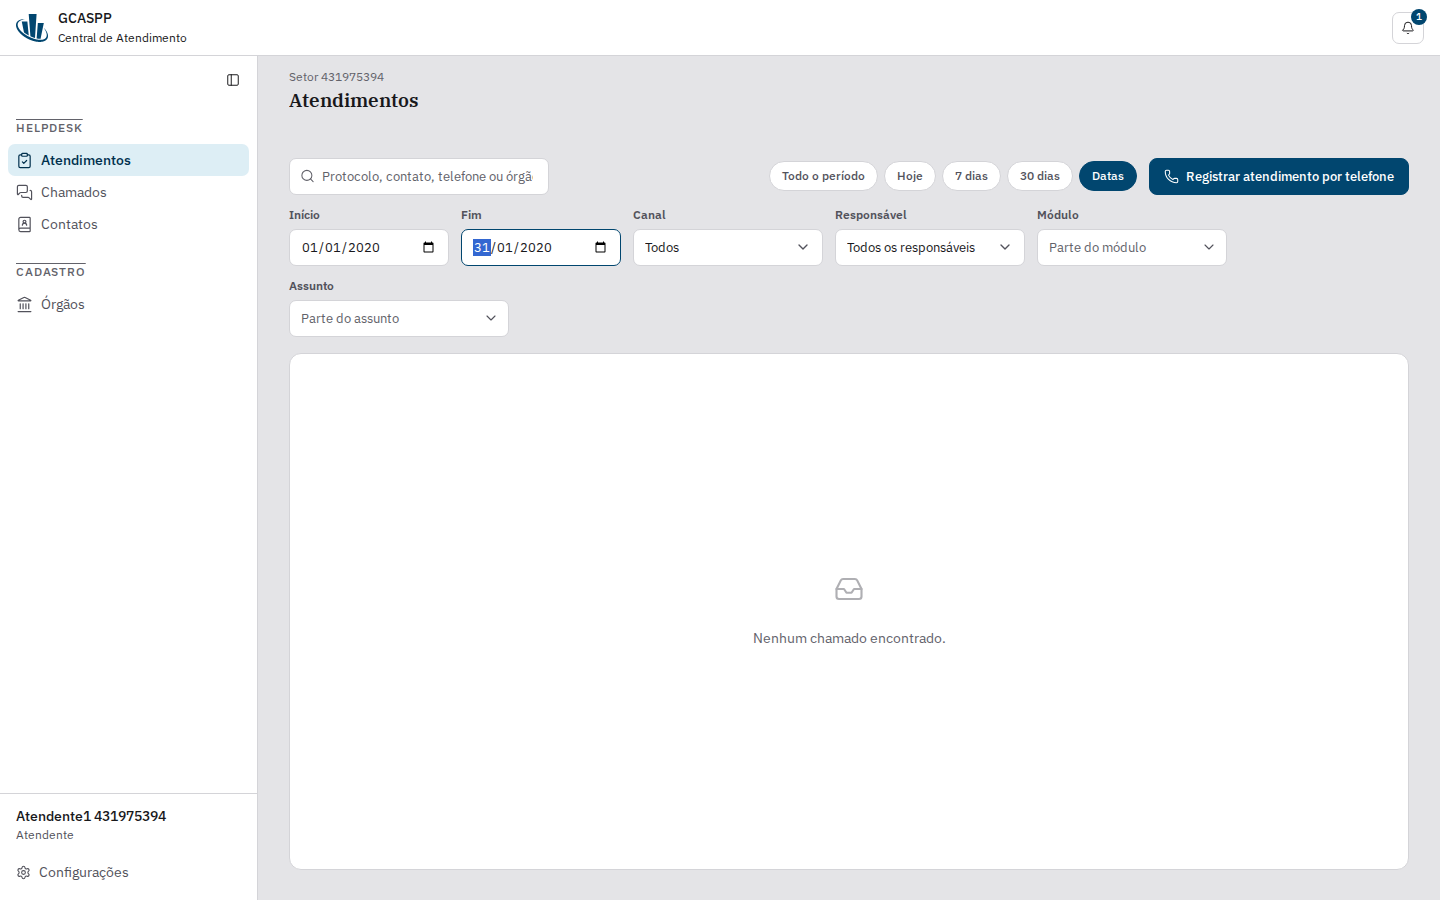 GCASPP
Central de Atendimento
1
HELPDESK
Atendimentos
Chamados
Contatos
CADASTRO
Órgãos
Atendente1 431975394
Atendente
Configurações
Setor 431975394
Atendimentos
Protocolo, contato, telefone ou órgã
Todo o período
Hoje
7 dias
30 dias
Datas
Registrar atendimento por telefone
Início
Fim
Canal
Responsável
Módulo
01/01/2020
31/01/2020
Todos
Todos os responsáveis
Parte do módulo
Assunto
Parte do assunto
Nenhum chamado encontrado.